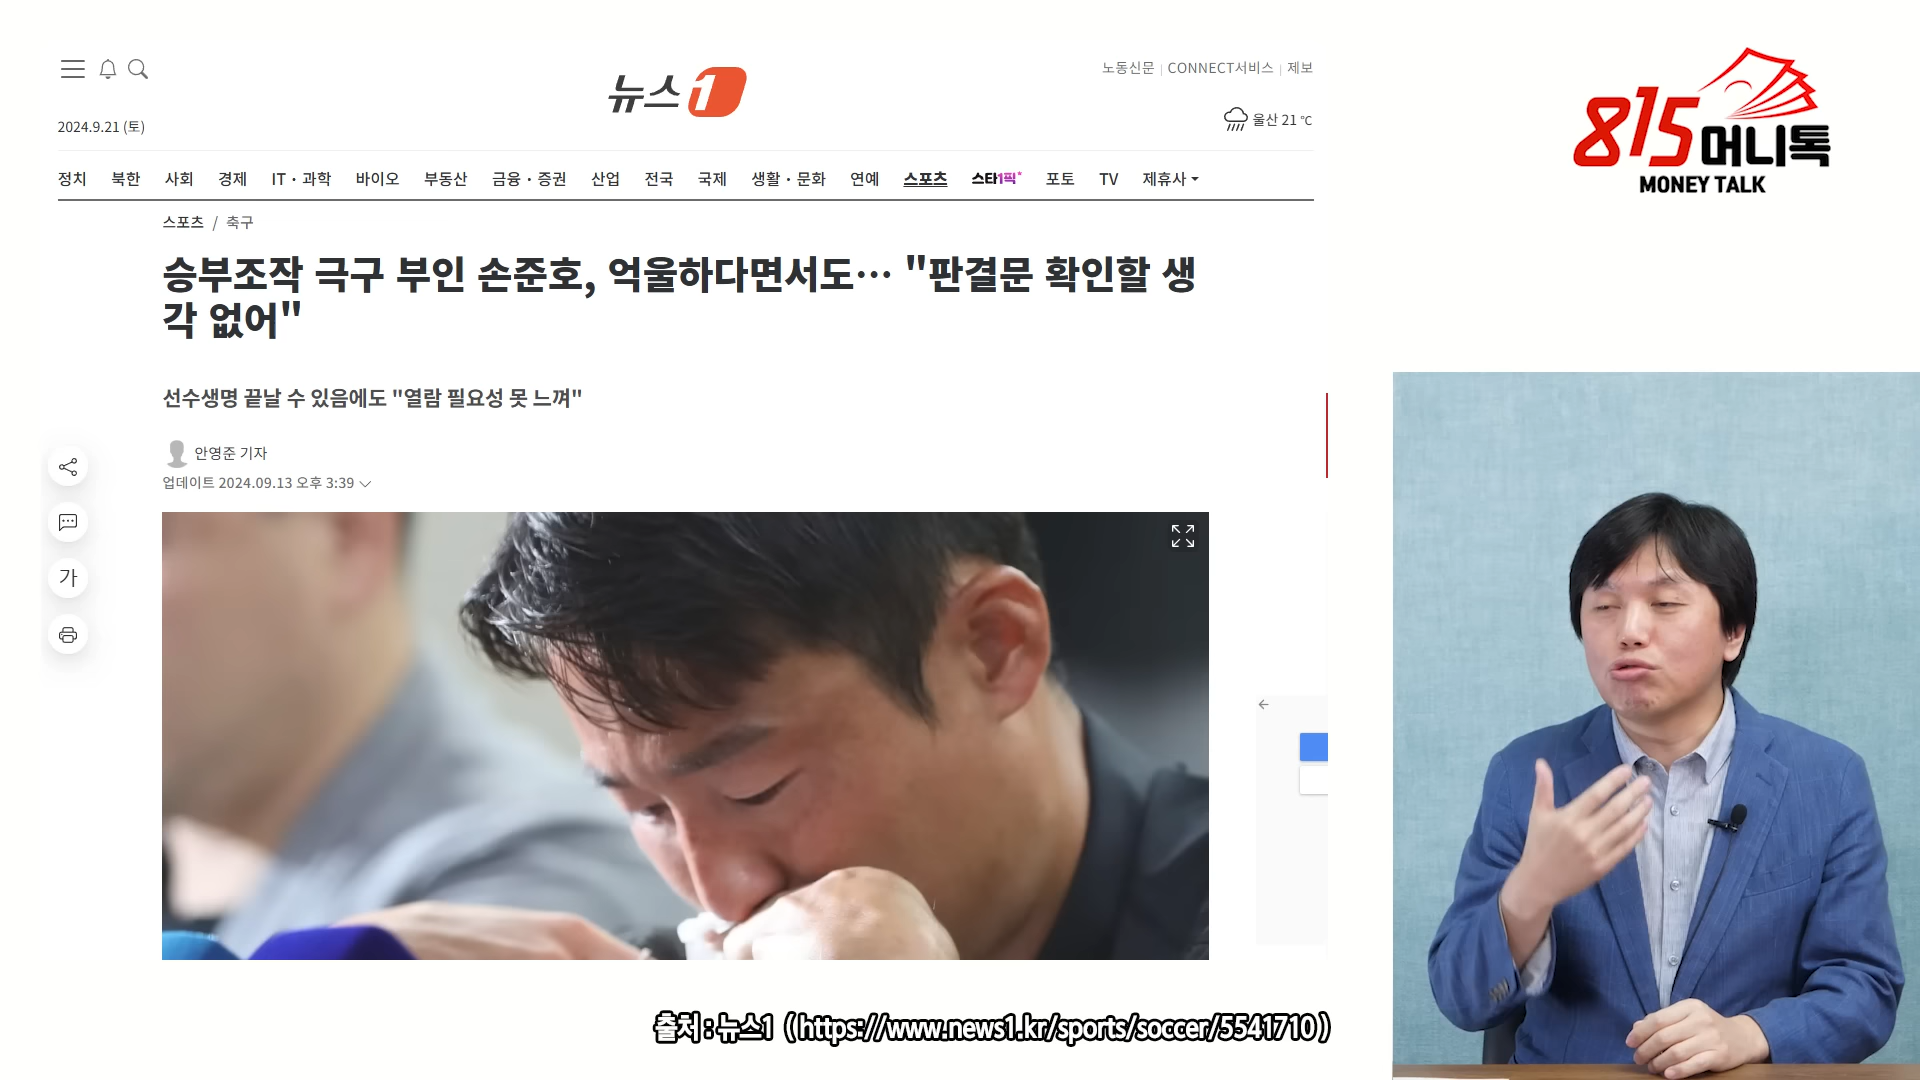 노동신문 | CONNECT서비스 | 제보
뉴스1
2024.9.21 (토)
울산 21 ℃
정치 북한 사회 경제 IT・과학 바이오 부동산 금융・증권 산업 전국 국제 생활・문화 연예 스포츠 스타1픽 포토 TV 제휴사
스포츠 / 축구
승부조작 극구 부인 손준호, 억울하다면서도… "판결문 확인할 생
각 없어"
선수생명 끝날 수 있음에도 "열람 필요성 못 느껴"
안영준 기자
업데이트 2024.09.13 오후 3:39
가
출처 : 뉴스1 ( https://www.news1.kr/sports/soccer/5541710 )
815머니톡
MONEY TALK